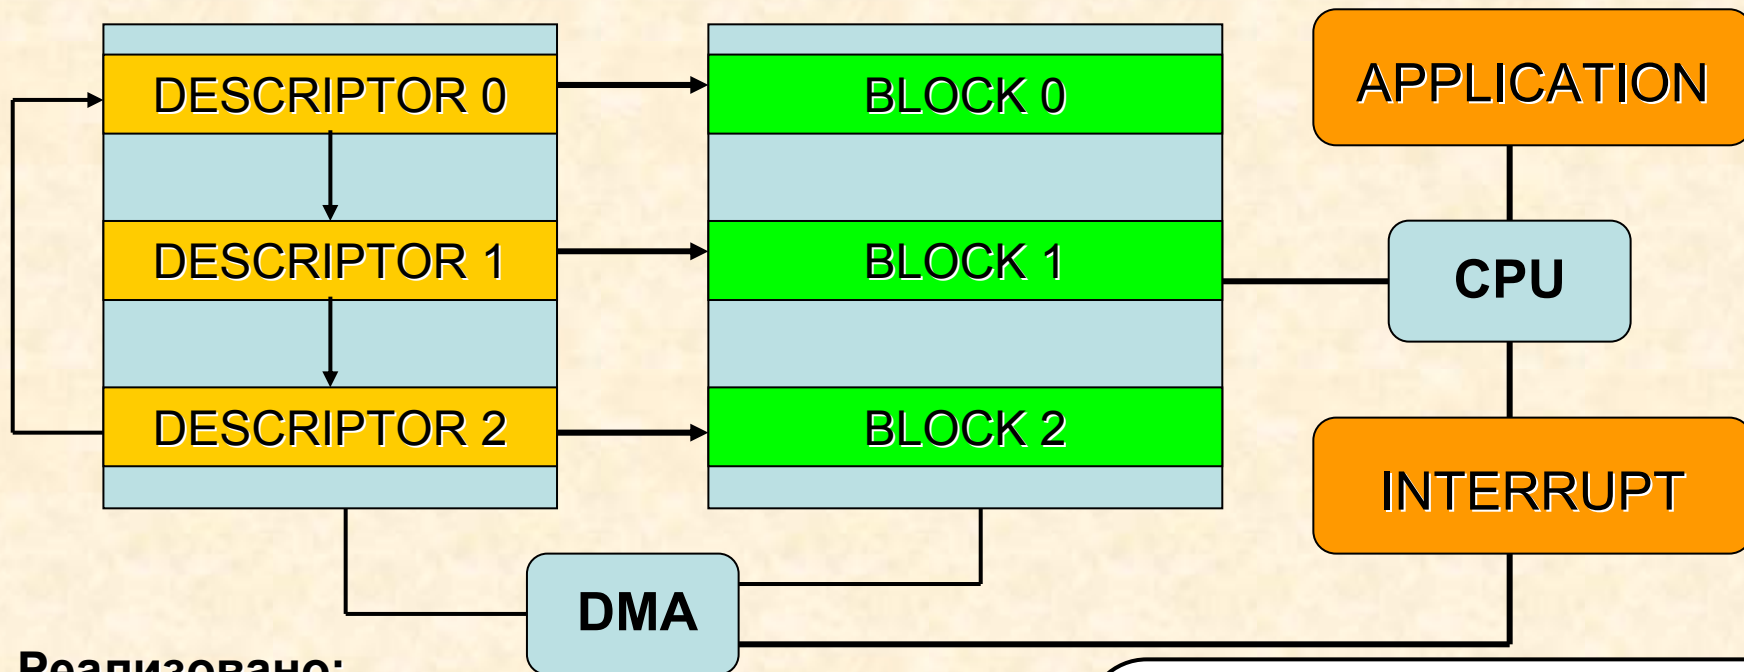 DESCRIPTOR 0
BLOCK 0
APPLICATION
DESCRIPTOR 1
BLOCK 1
CPU
DESCRIPTOR 2
BLOCK 2
INTERRUPT
DMA
Реализовано: